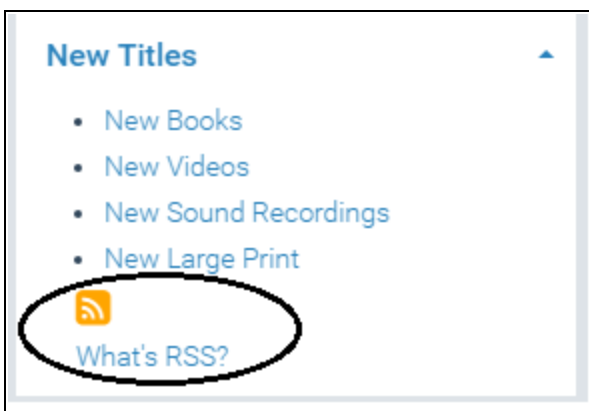 New Titles
New Books
New Videos
New Sound Recordings
New Large Print
What's RSS?